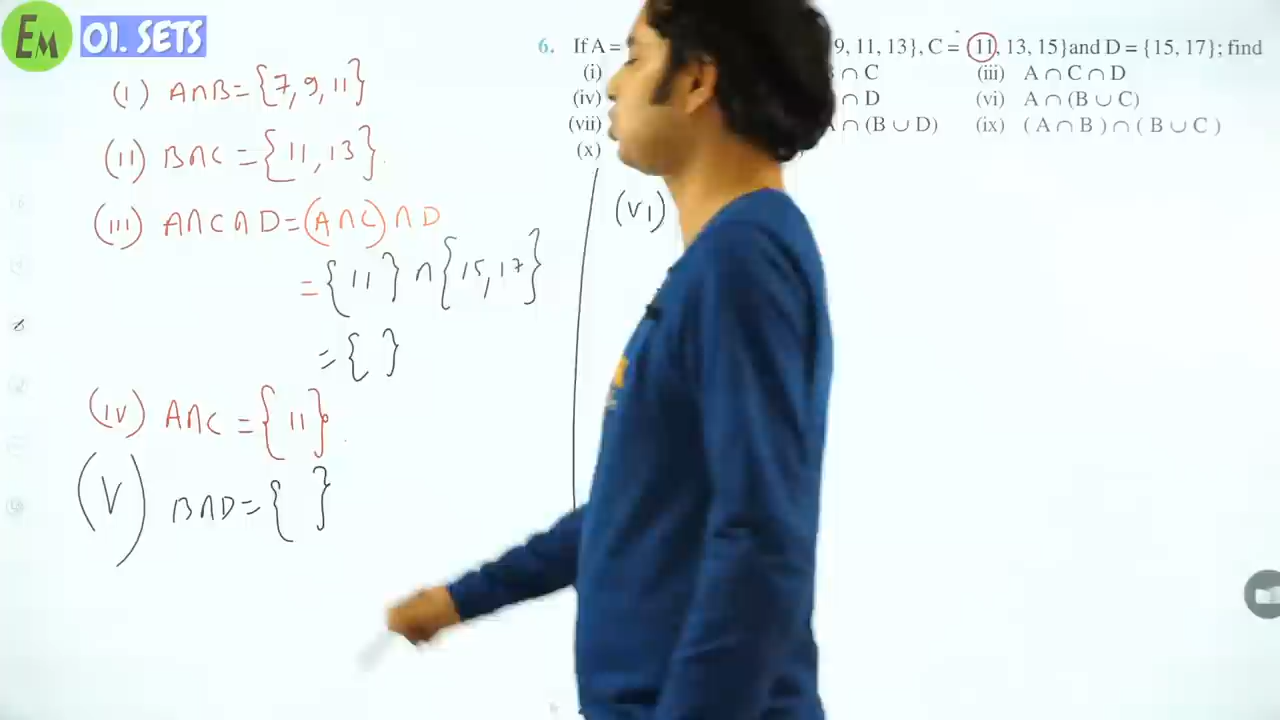 Em 01. SETS
6. If A = 9, 11, 13}, C = {11, 13, 15} and D = {15, 17}; find
(i) ∩ C (iii) A ∩ C ∩ D
(iv) ∩ D (vi) A ∩ (B ∪ C)
(vii) ∩ (B ∪ D) (ix) ( A ∩ B ) ∩ ( B ∪ C )
(x)
(i) A∩B={7,9,11}
(ii) B∩C={11,13}.
(iii) A∩C∩D=(A∩C)∩D
={11}∩{15,17}
={ }
(iv) A∩C={11}
(V) B∩D={ }
(VI)